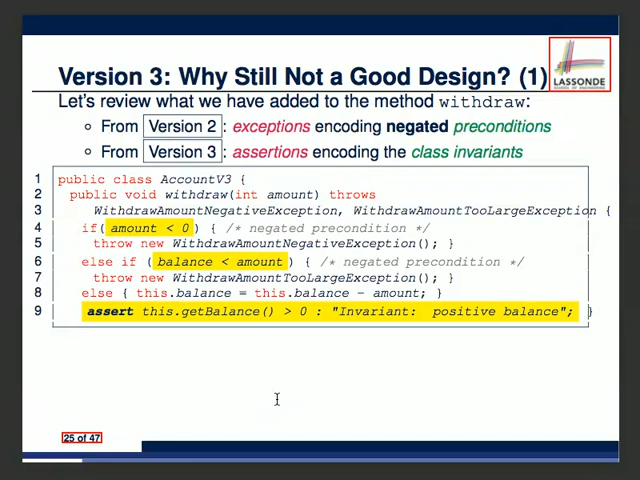 Version 3: Why Still Not a Good Design? (1)
LASSONDE
Let's review what we have added to the method withdraw:
◦ From Version 2: exceptions encoding negated preconditions
◦ From Version 3: assertions encoding the class invariants
1 public class AccountV3 {
2 public void withdraw(int amount) throws
3 WithdrawAmountNegativeException, WithdrawAmountTooLargeException {
4 if(amount < 0) { /* negated precondition */
5 throw new WithdrawAmountNegativeException(); }
6 else if (balance < amount) { /* negated precondition */
7 throw new WithdrawAmountTooLargeException(); }
8 else { this.balance = this.balance - amount; }
9 assert this.getBalance() > 0 : "Invariant: positive balance"; }
25 of 47